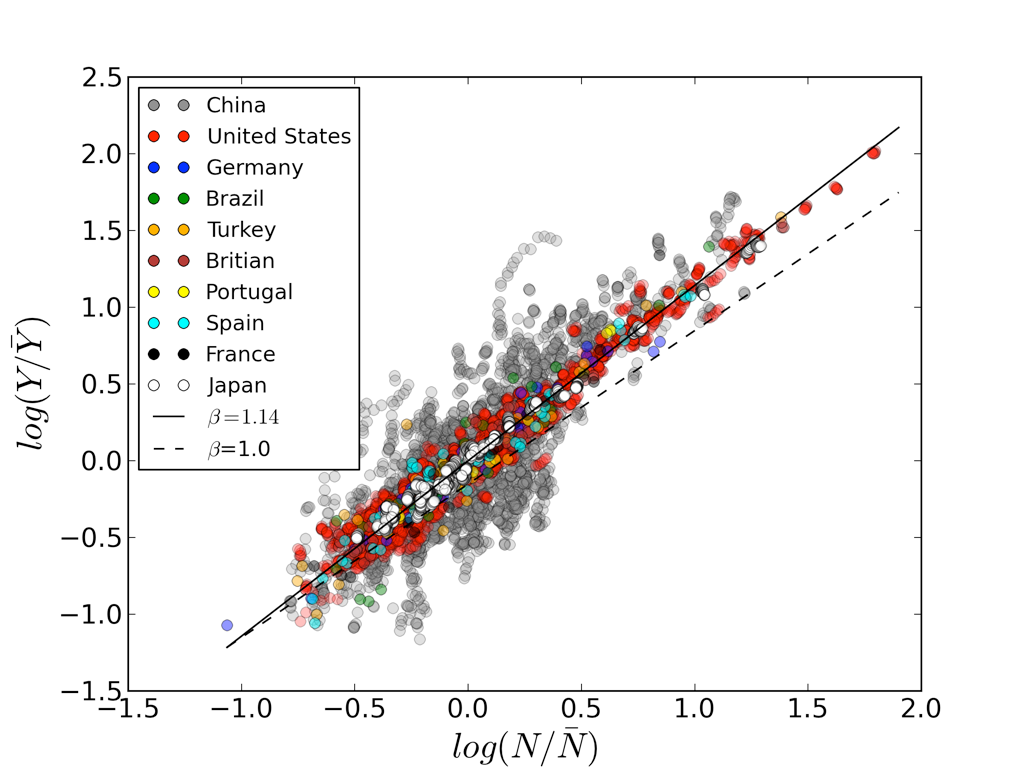 2.5
2.0
1.5
1.0
0.5
0.0
−0.5
−1.0
−1.5
log(Y/Ȳ)
China
United States
Germany
Brazil
Turkey
Britian
Portugal
Spain
France
Japan
β=1.14
β=1.0
−1.5 −1.0 −0.5 0.0 0.5 1.0 1.5 2.0
log(N/N̄)